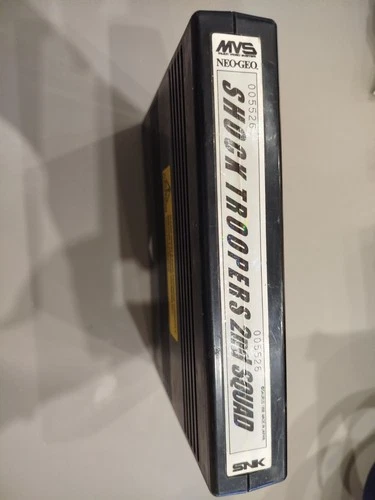 MVS
NEO•GEO
005526
SHOCK TROOPERS 2nd SQUAD
005526
SNK